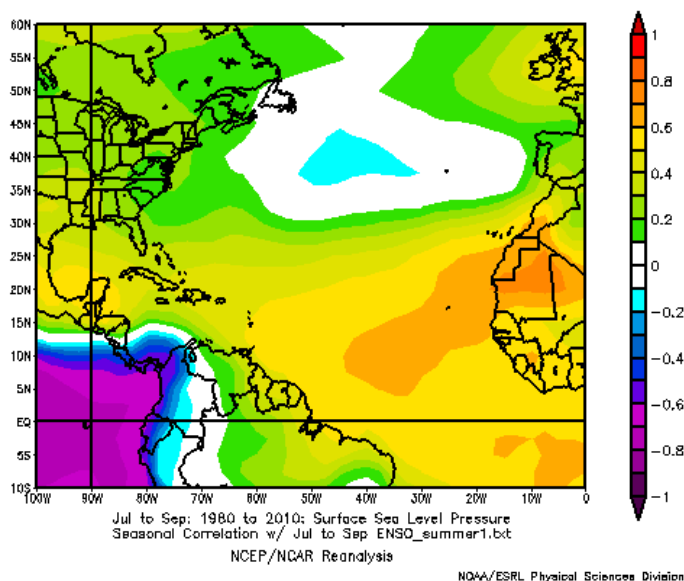 60N
55N
50N
45N
40N
35N
30N
25N
20N
15N
10N
5N
EQ
5S
10S
100W 90W 80W 70W 60W 50W 40W 30W 20W 10W 0
1
0.8
0.6
0.4
0.2
0
-0.2
-0.4
-0.6
-0.8
-1
Jul to Sep: 1980 to 2010: Surface Sea Level Pressure
Seasonal Correlation w/ Jul to Sep ENSO_summer1.txt
NCEP/NCAR Reanalysis
NOAA/ESRL Physical Sciences Division